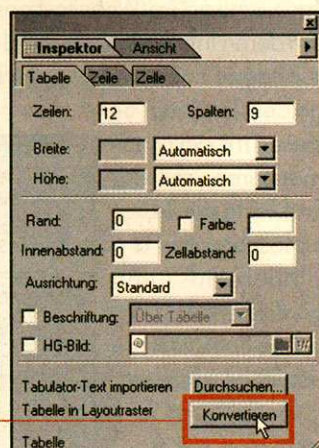 Inspektor Ansicht
Tabelle Zeile Zelle
Zeilen: 12 Spalten: 9
Breite: Automatisch
Höhe: Automatisch
Rand: 0 Farbe:
Innenabstand: 0 Zellabstand: 0
Ausrichtung: Standard
Beschriftung: Über Tabelle
HG-Bild:
Tabulator-Text importieren Durchsuchen...
Tabelle in Layoutraster Konvertieren
Tabelle